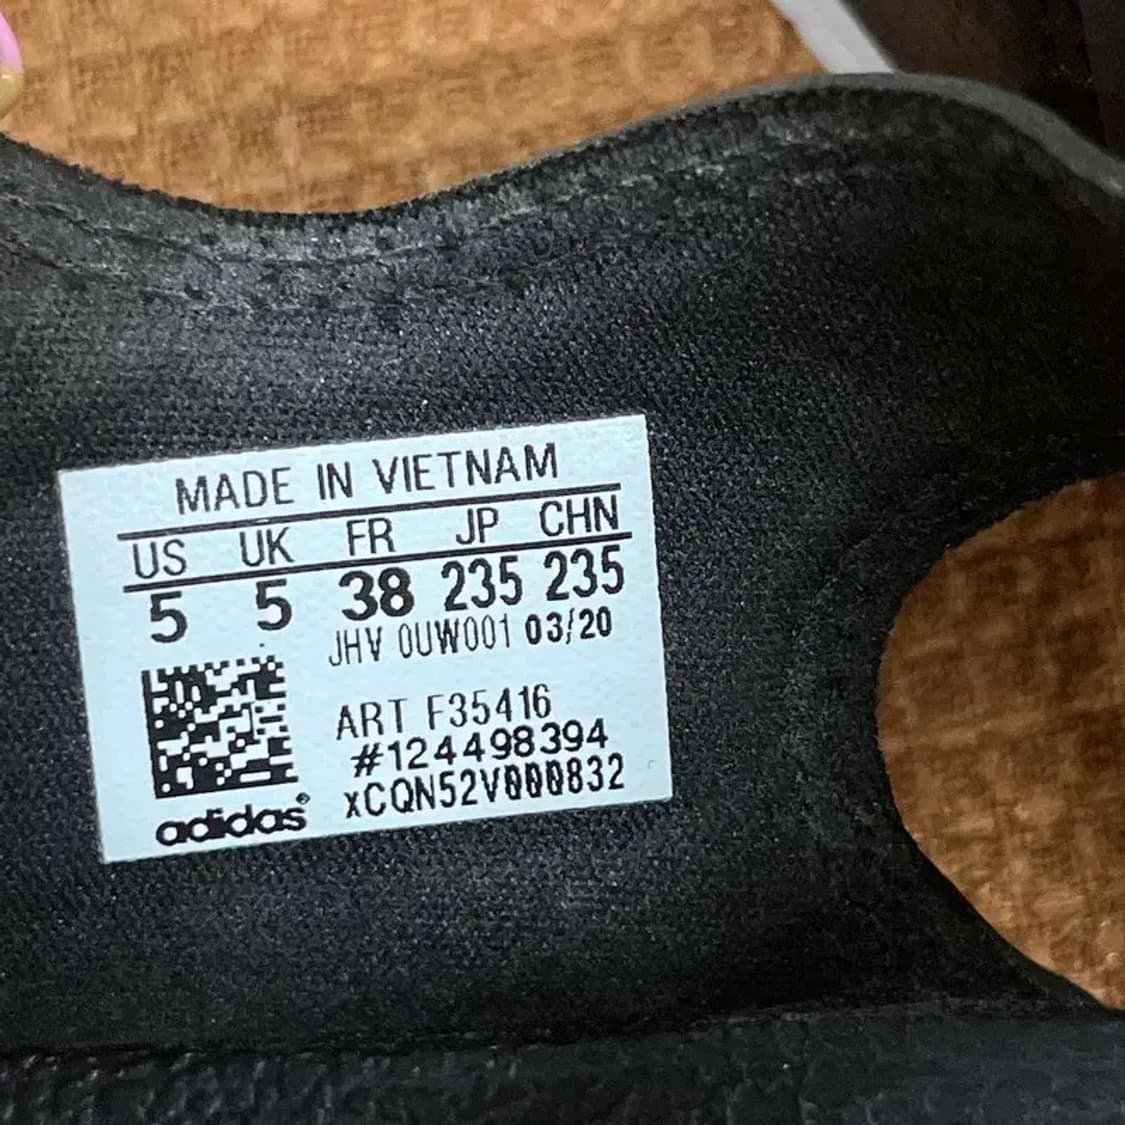 MADE IN VIETNAM
US UK FR JP CHN
5 5 38 235 235
JHV 0UW001 03/20
ART F35416
#124498394
xCQN52V000832
adidas®